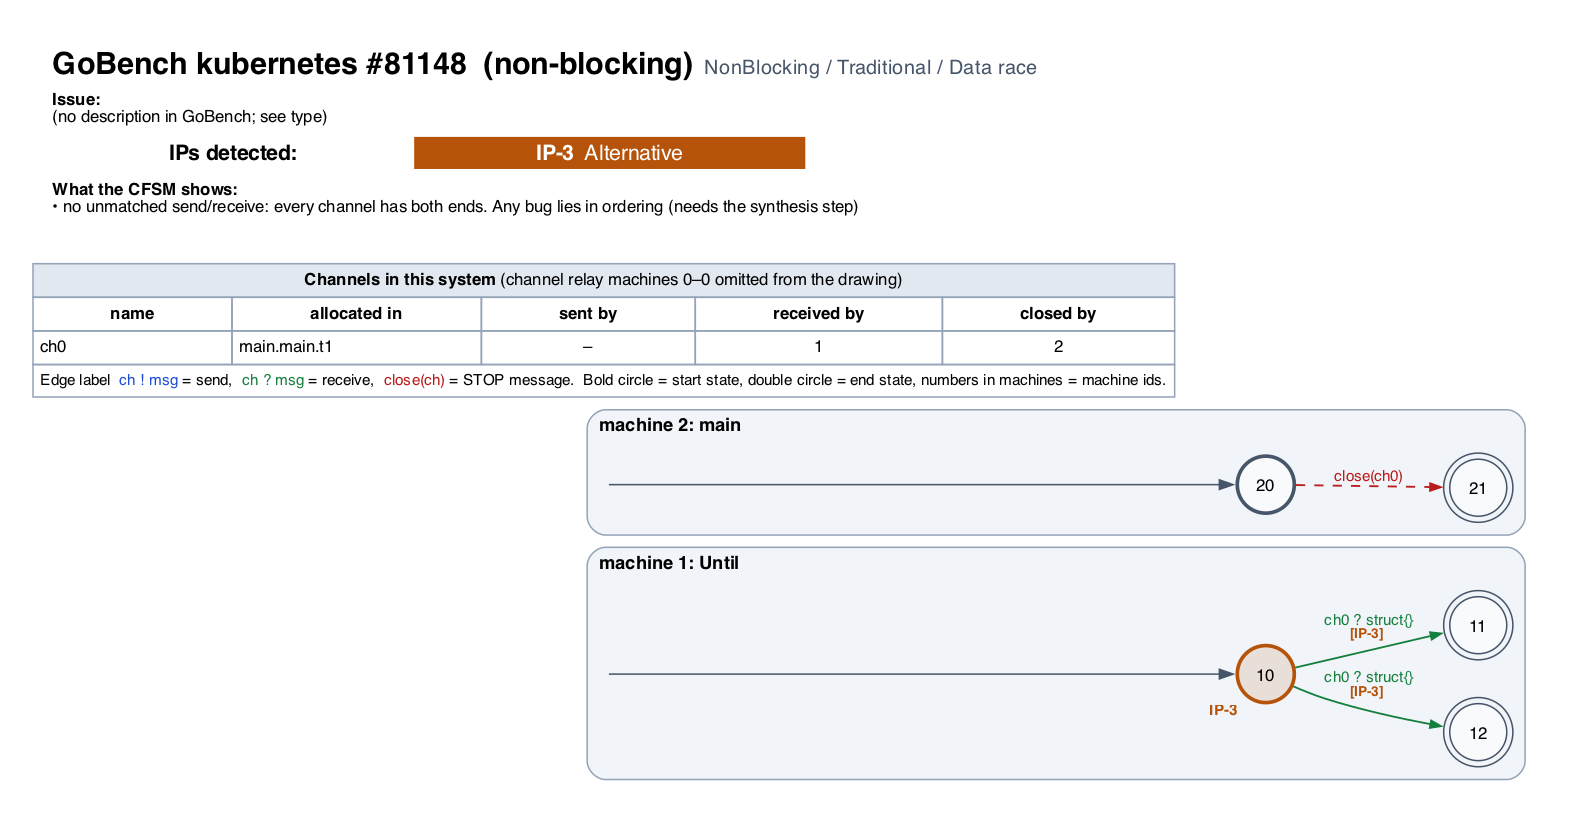 GoBench kubernetes #81148 (non-blocking) NonBlocking / Traditional / Data race
Issue:
(no description in GoBench; see type)
IPs detected: IP-3 Alternative
What the CFSM shows:
• no unmatched send/receive: every channel has both ends. Any bug lies in ordering (needs the synthesis step)
Channels in this system (channel relay machines 0–0 omitted from the drawing)
name allocated in sent by received by closed by
ch0 main.main.t1 – 1 2
Edge label ch ! msg = send, ch ? msg = receive, close(ch) = STOP message. Bold circle = start state, double circle = end state, numbers in machines = machine ids.
machine 2: main
close(ch0)
20
21
machine 1: Until
ch0 ? struct{}
[IP-3]
11
10
ch0 ? struct{}
[IP-3]
IP-3
12